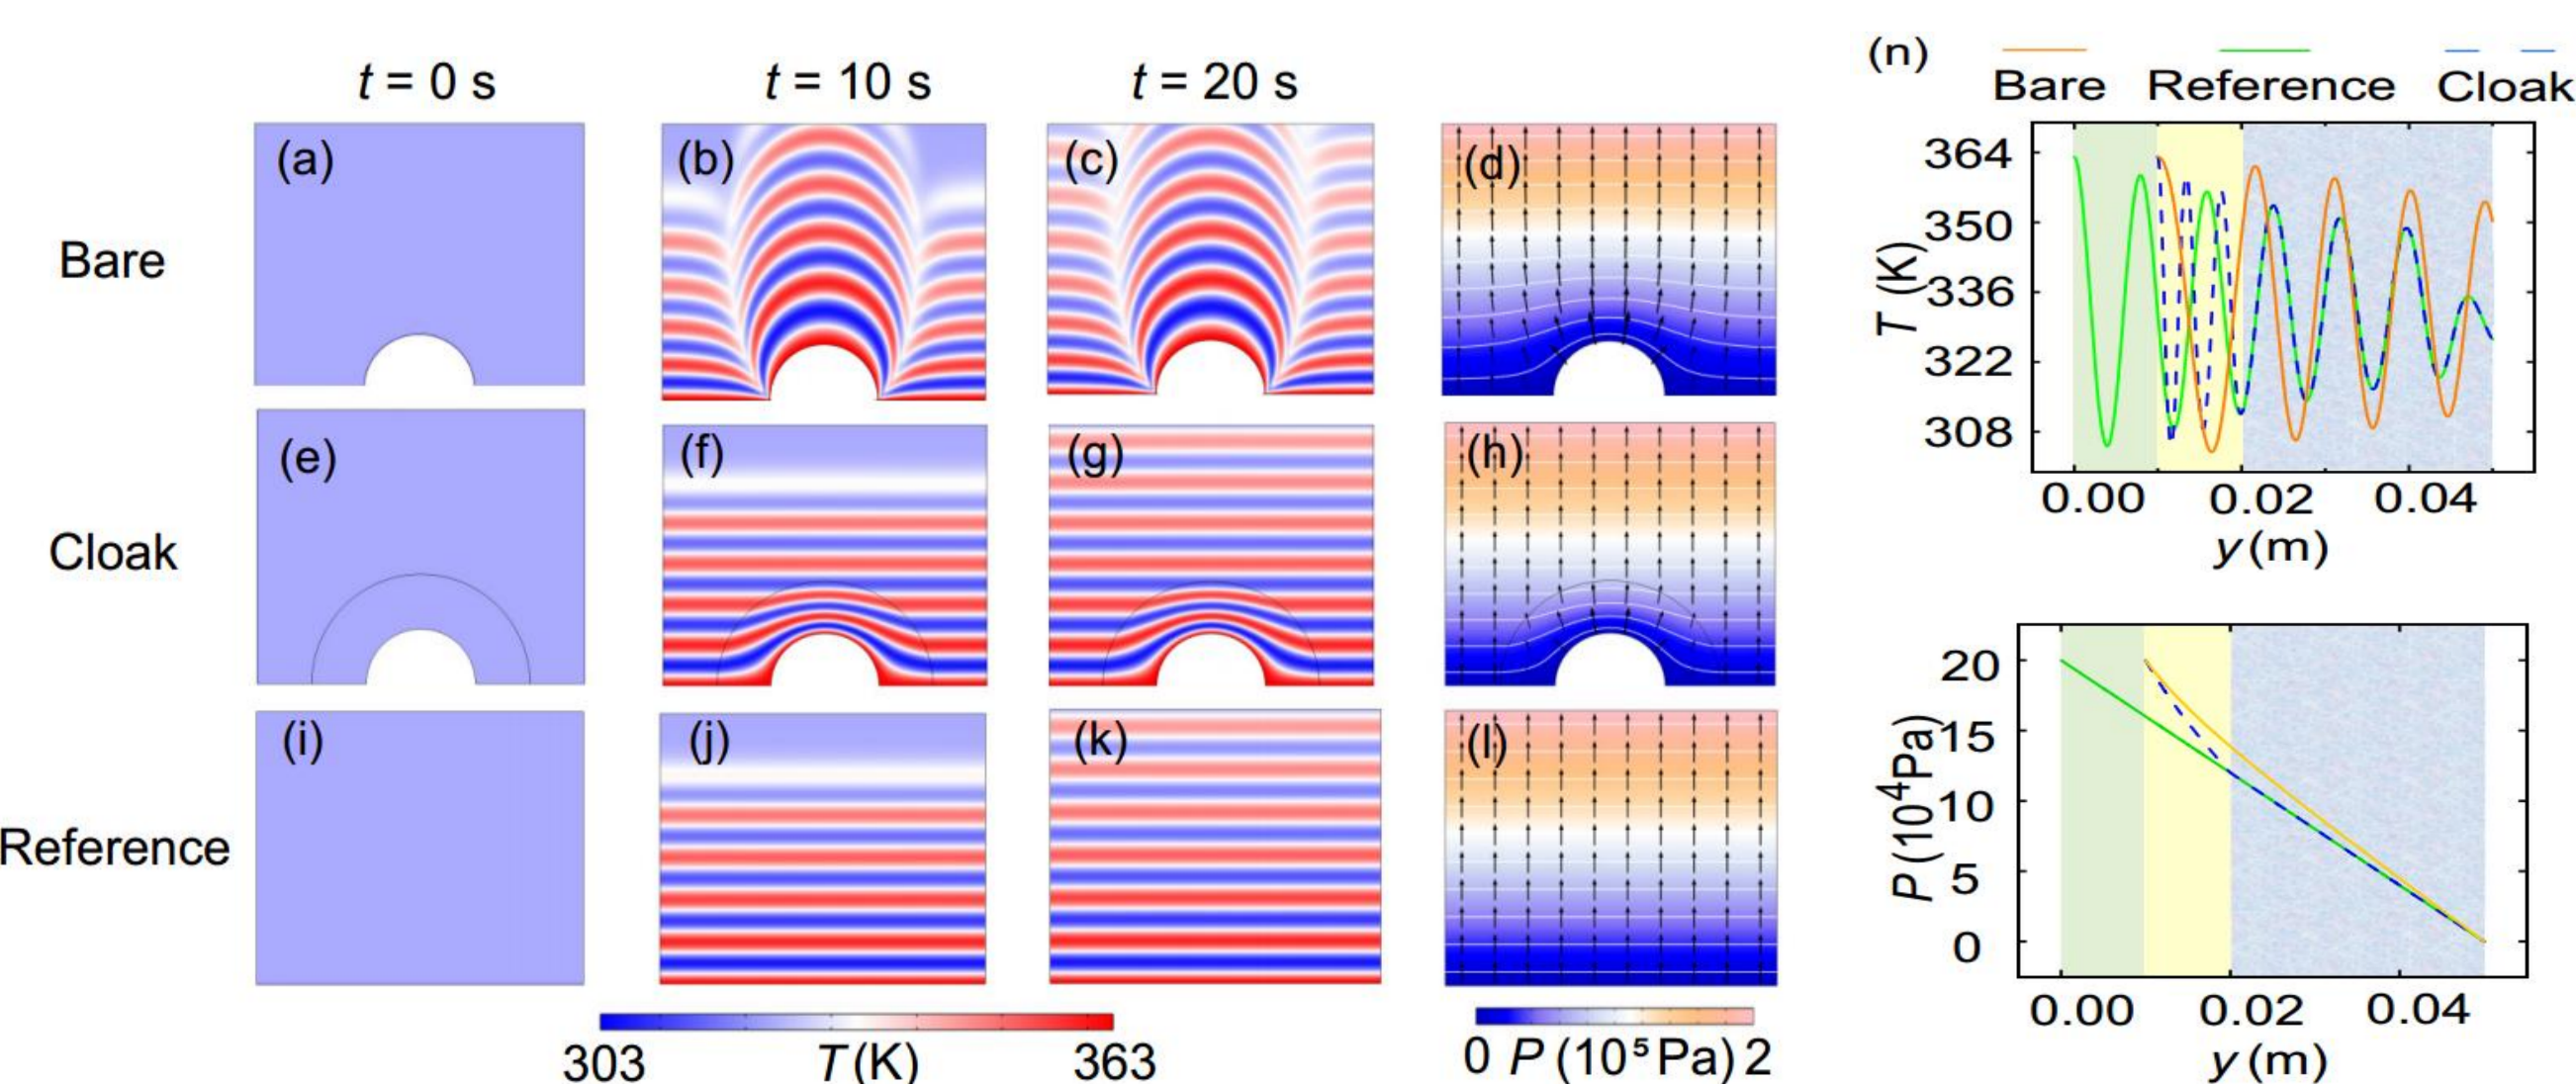 t = 0 s
t = 10 s
t = 20 s
Bare
(a)
(b)
(c)
(d)
Cloak
(e)
(f)
(g)
(h)
Reference
(i)
(j)
(k)
(l)
303
T (K)
363
0 P (10⁵ Pa) 2
(n)
Bare
Reference
Cloak
364
350
336
322
308
T (K)
0.00
0.02
0.04
y (m)
20
15
10
5
0
P (10⁴Pa)
0.00
0.02
0.04
y (m)